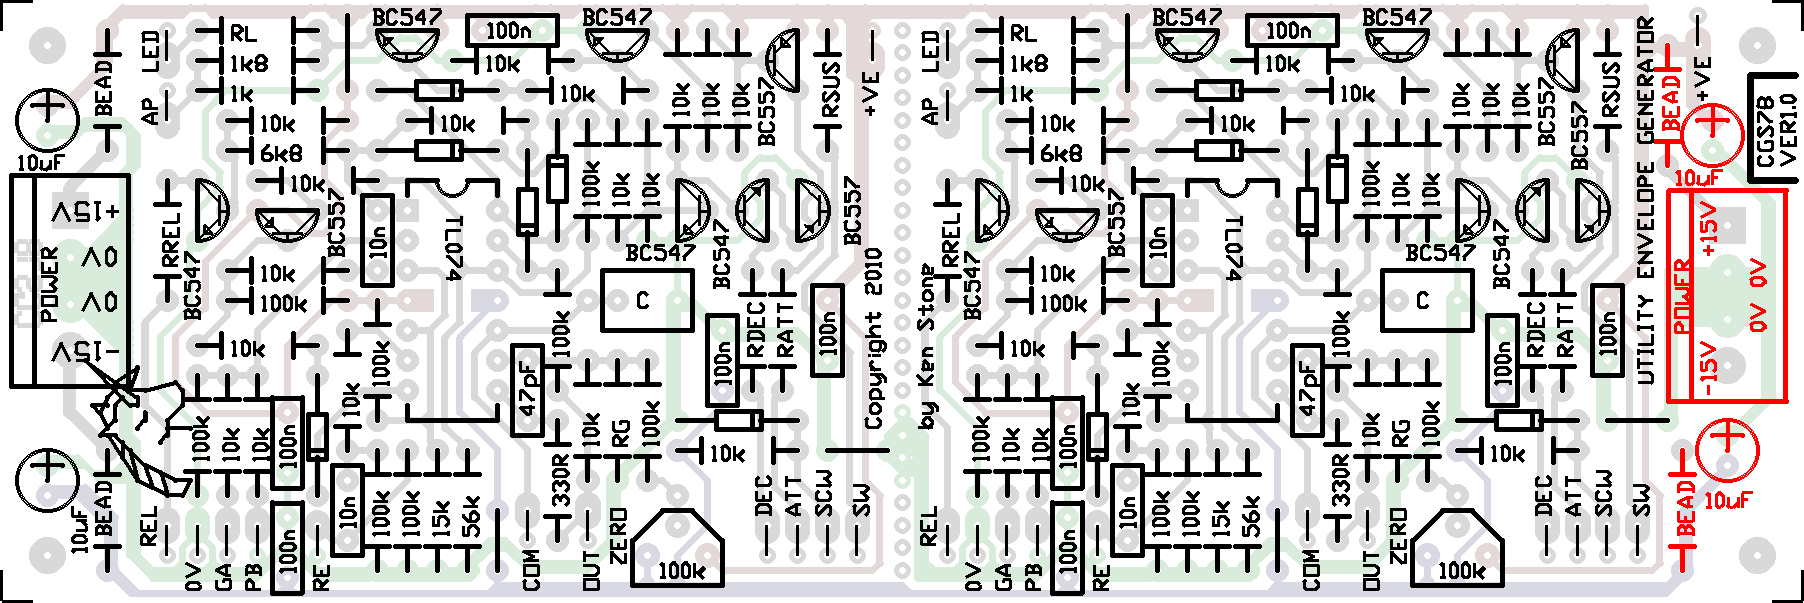 BC547
100n
BC547
BC547
100n
BC547
LED
RL
LED
RL
UTILITY ENVELOPE GENERATOR
+VE
BEAD
1k8
10k
RSUS
+VE
1k8
10k
RSUS
BEAD
AP
1k
10k
10k
BC557
AP
1k
10k
10k
BC557
CGS78
VER1.0
10uF
10k
10k
10k
10k
10k
10k
10k
10k
10k
10k
BC557
6k8
6k8
10uF
10k
100k
10k
10k
10k
100k
10k
10k
+15V
RREL
BC547
BC557
10n
TL074
BC547
BC547
BC557
RREL
BC547
BC557
10n
TL074
BC547
BC547
+15V
0V
POWER
0V
10k
10k
0V
0V
POWER
100k
C
100k
C
-15V
10k
100k
100k
100n
RDEC
RATT
100n
10k
100k
100k
100n
RDEC
RATT
100n
-15V
Copyright 2010
by Ken Stone
100k
10k
10k
100n
10k
47pF
10k
RG
100k
10k
100k
10k
10k
100n
10k
47pF
10k
RG
100k
10k
10uF
BEAD
10n
100k
100k
15k
56k
330R
10n
100k
100k
15k
56k
330R
BEAD
10uF
REL
0V
GA
PB
100n
RE
COM
OUT
ZERO
100k
DEC
ATT
SCW
SW
REL
0V
GA
PB
100n
RE
COM
OUT
ZERO
100k
DEC
ATT
SCW
SW